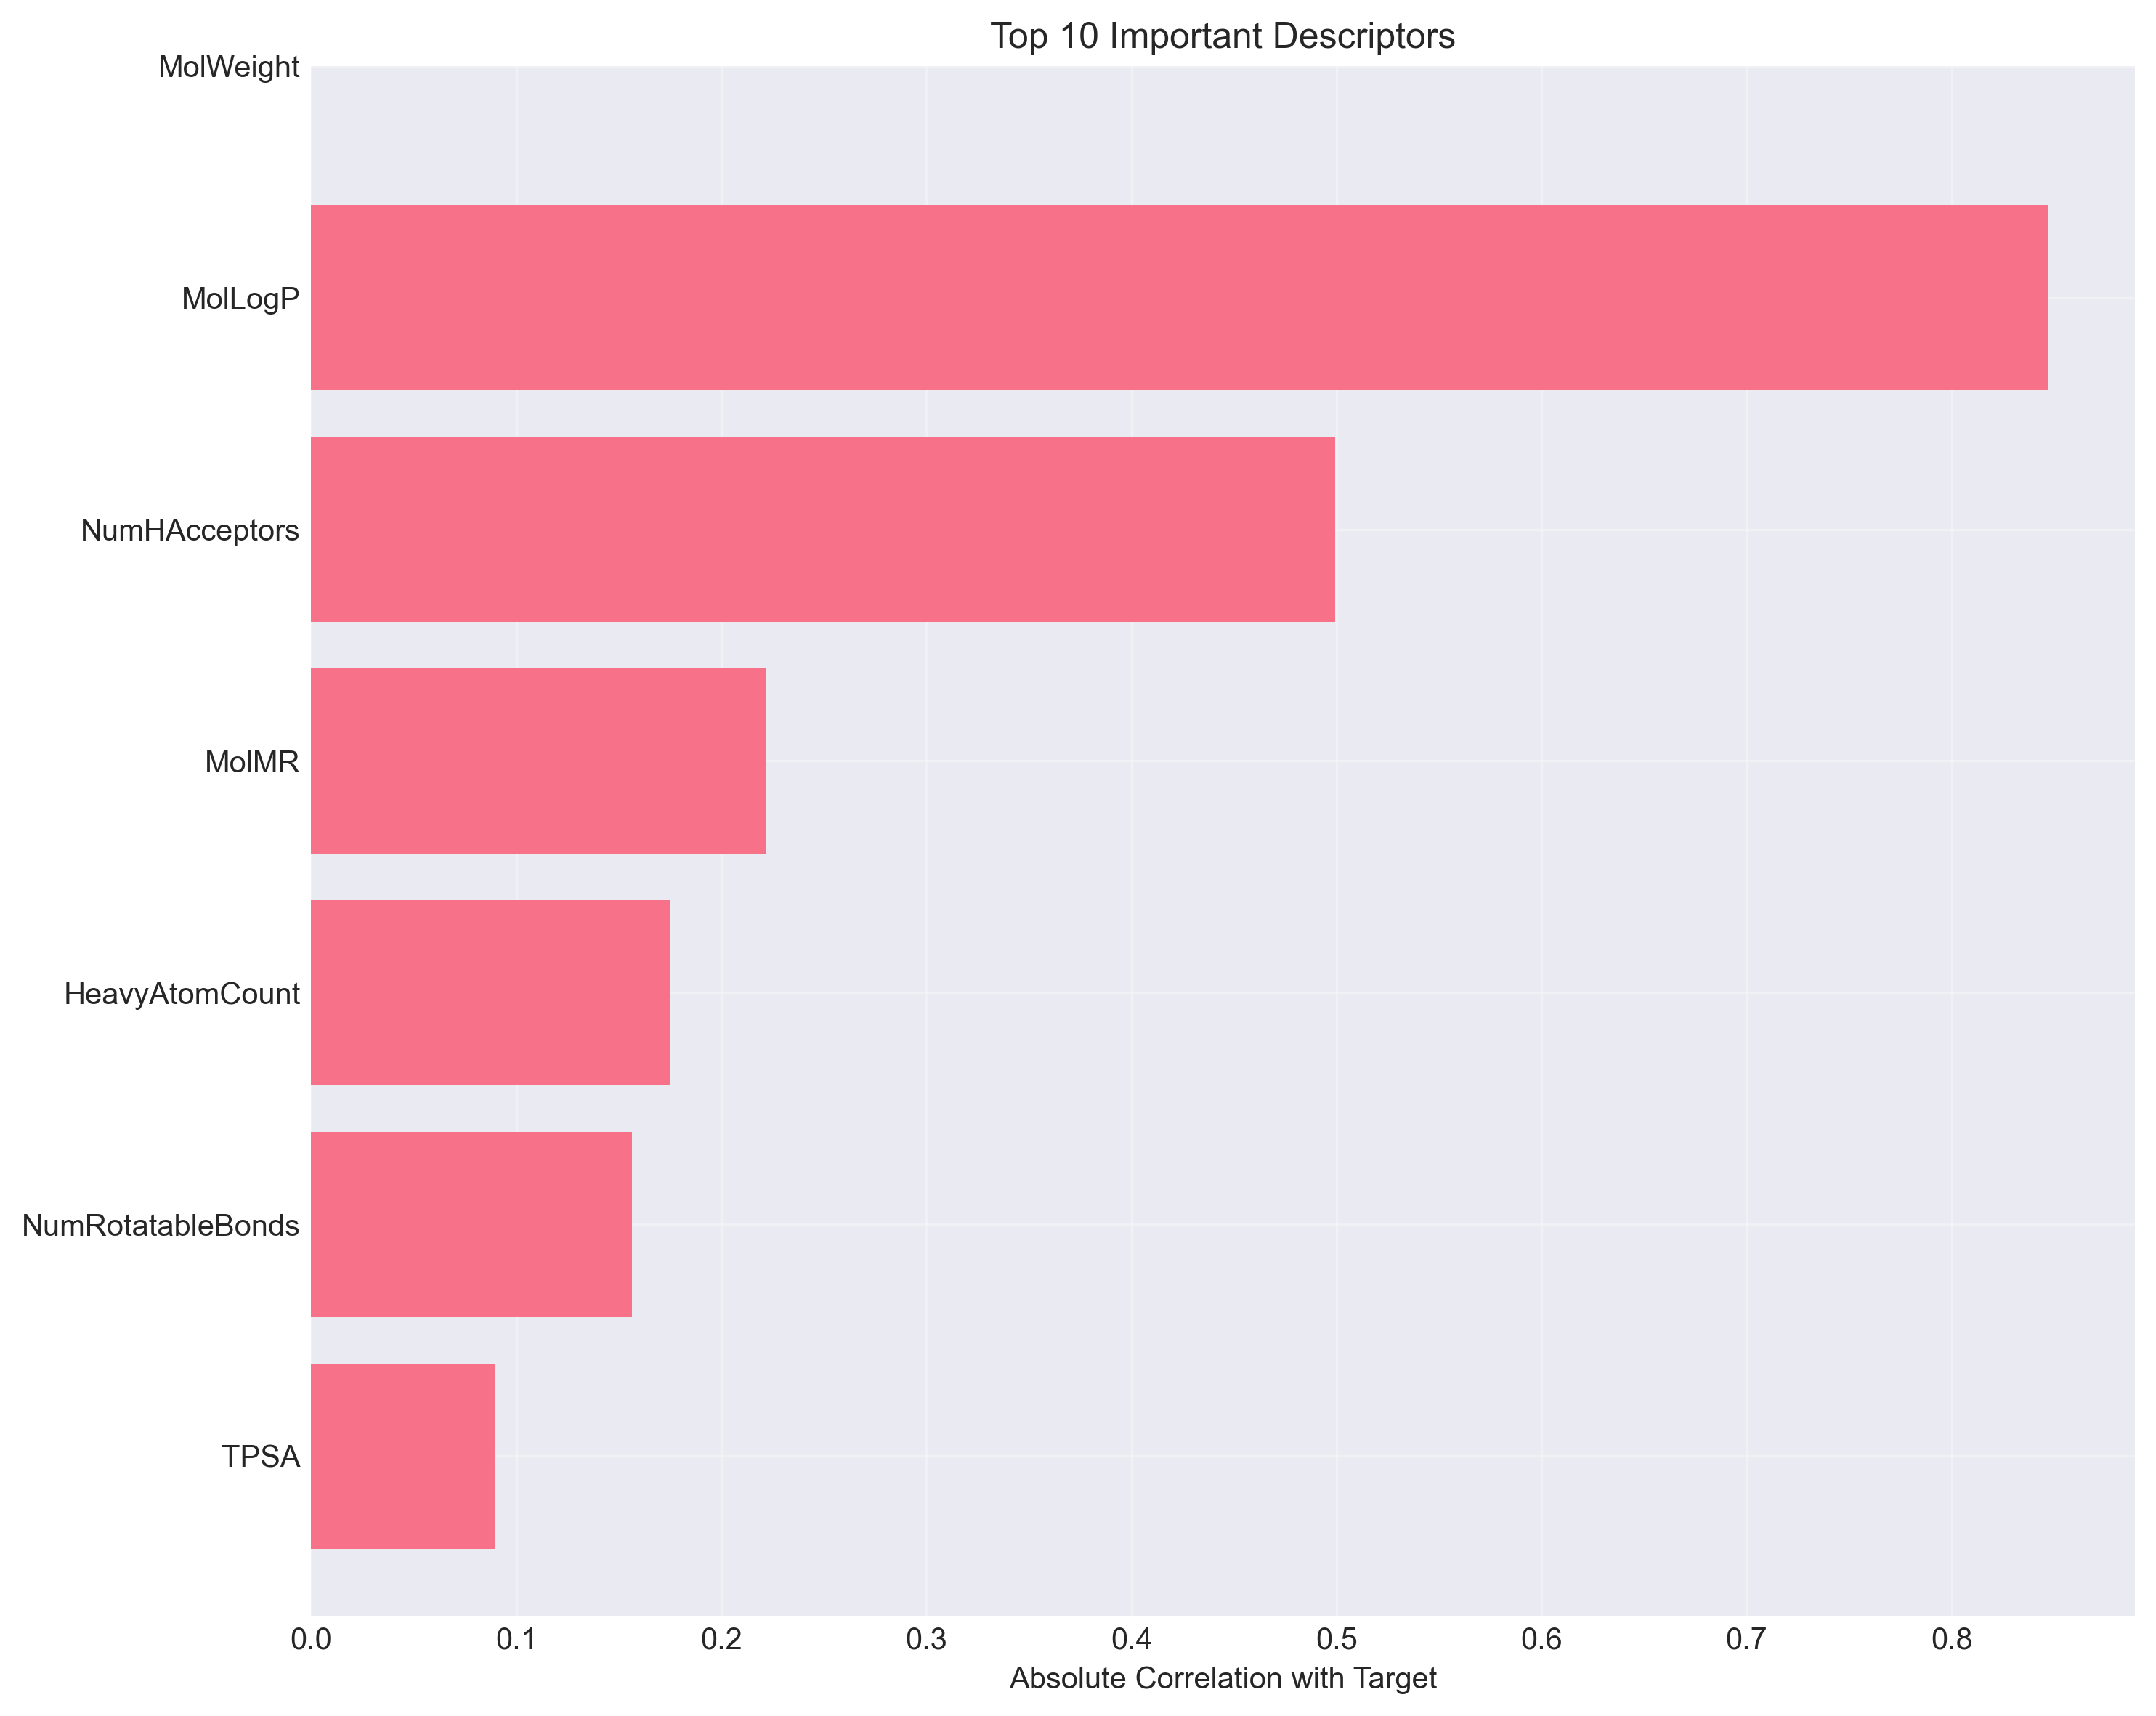 Top 10 Important Descriptors
MolWeight
MolLogP
NumHAcceptors
MolMR
HeavyAtomCount
NumRotatableBonds
TPSA
0.0 0.1 0.2 0.3 0.4 0.5 0.6 0.7 0.8
Absolute Correlation with Target